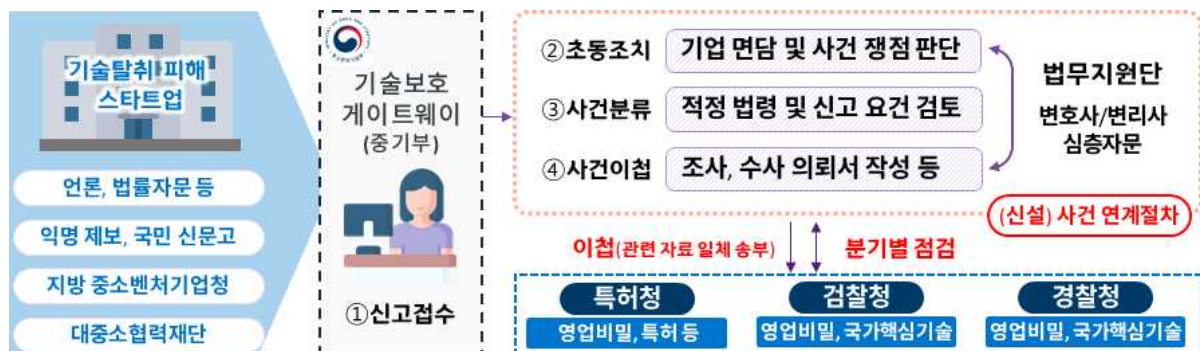 기술탈취 피해
스타트업
언론, 법률자문 등
익명 제보, 국민 신문고
지방 중소벤처기업청
대중소협력재단
기술보호
게이트웨이
(중기부)
①신고접수
②초동조치
기업 면담 및 사건 쟁점 판단
③사건분류
적정 법령 및 신고 요건 검토
④사건이첩
조사, 수사 의뢰서 작성 등
법무지원단
변호사/변리사
심층자문
(신설) 사건 연계절차
이첩(관련 자료 일체 송부)
분기별 점검
특허청
영업비밀, 특허 등
검찰청
영업비밀, 국가핵심기술
경찰청
영업비밀, 국가핵심기술